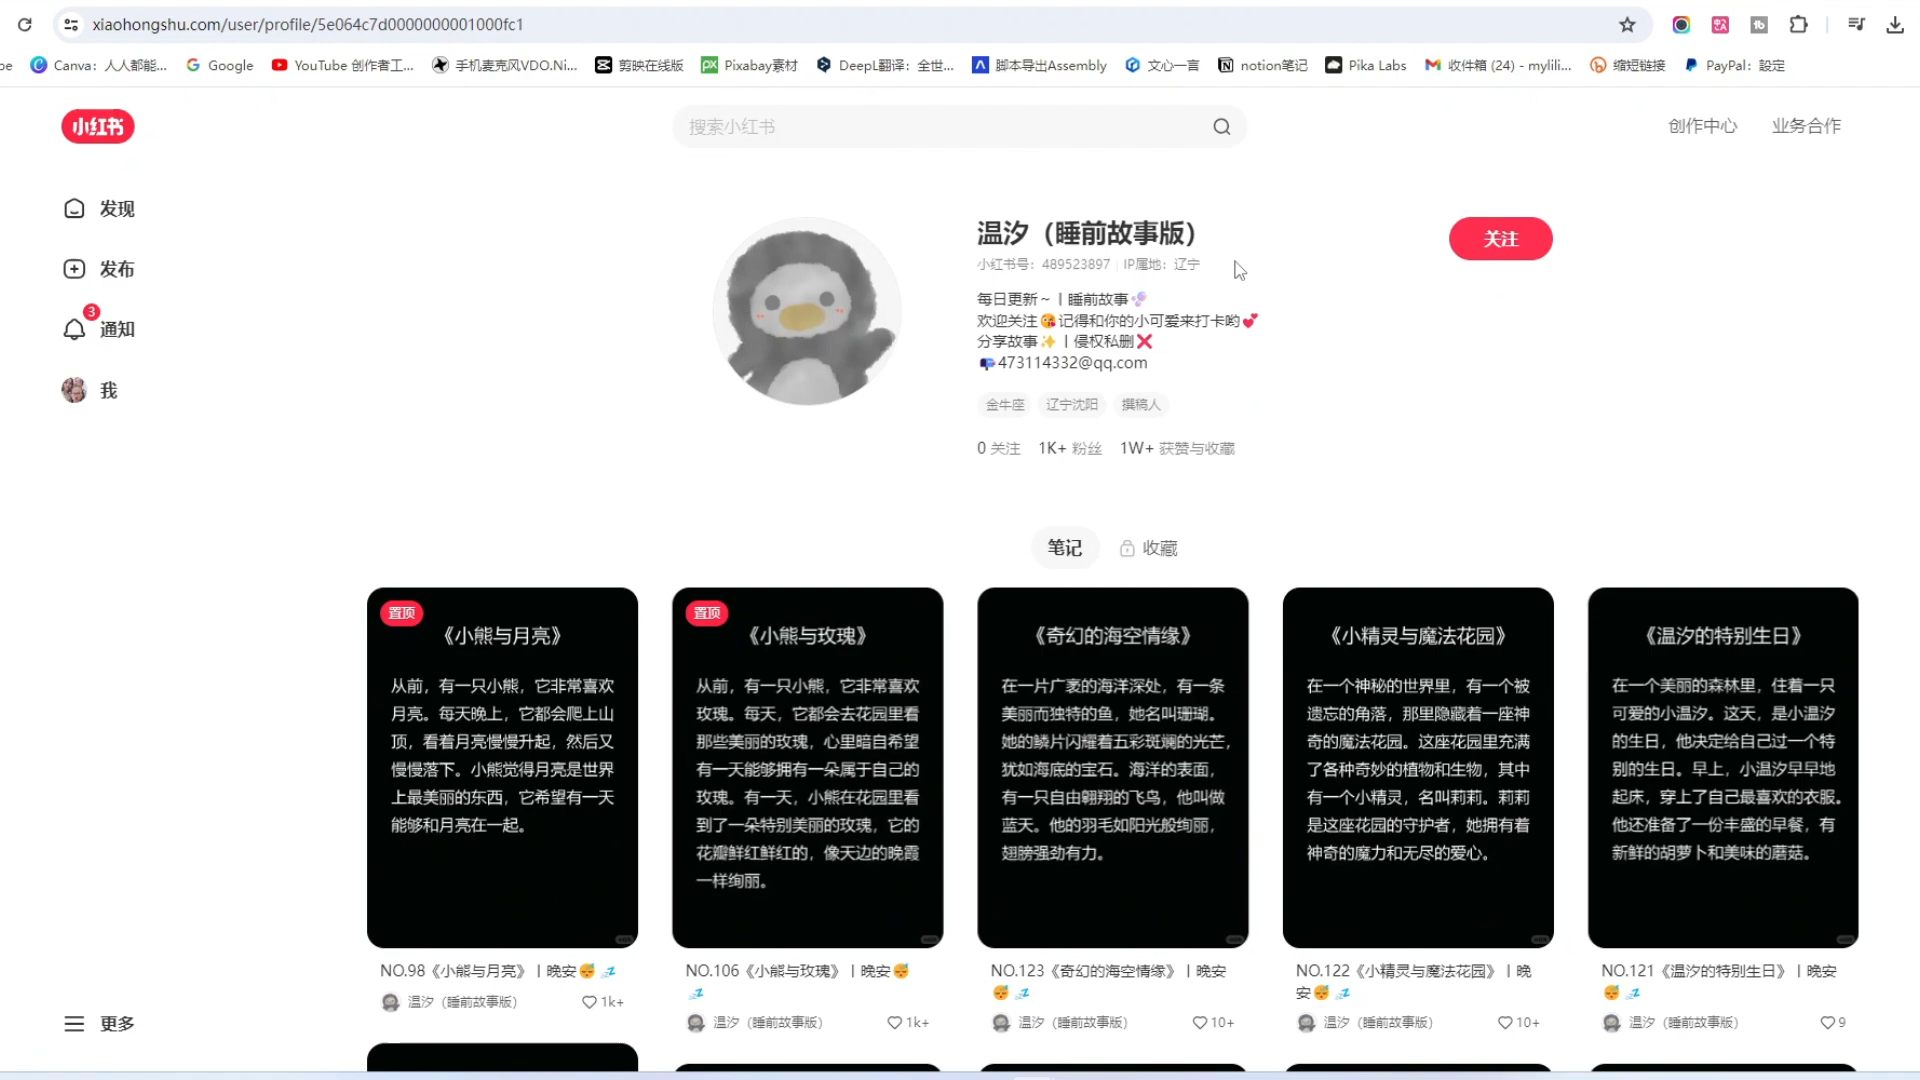 xiaohongshu.com/user/profile/5e064c7d0000000001000fc1
Canva：人人都能...
Google
YouTube 创作者工...
手机麦克风VDO.Ni...
剪映在线版
Pixabay素材
DeepL翻译：全世...
脚本导出Assembly
文心一言
notion笔记
Pika Labs
收件箱 (24) - mylili...
缩短链接
PayPal：設定
小红书
搜索小红书
创作中心
业务合作
发现
发布
3
通知
我
更多
温汐（睡前故事版）
关注
小红书号：489523897 | IP属地：辽宁
每日更新~丨睡前故事🫧
欢迎关注😘记得和你的小可爱来打卡哟💕
分享故事✨丨侵权私删❌
📭473114332@qq.com
金牛座 辽宁沈阳 撰稿人
0 关注 1K+ 粉丝 1W+ 获赞与收藏
笔记 收藏
置顶
《小熊与月亮》
从前，有一只小熊，它非常喜欢
月亮。每天晚上，它都会爬上山
顶，看着月亮慢慢升起，然后又
慢慢落下。小熊觉得月亮是世界
上最美丽的东西，它希望有一天
能够和月亮在一起。
NO.98《小熊与月亮》丨晚安😴💤
温汐（睡前故事版） 1k+
置顶
《小熊与玫瑰》
从前，有一只小熊，它非常喜欢
玫瑰。每天，它都会去花园里看
那些美丽的玫瑰，心里暗自希望
有一天能够拥有一朵属于自己的
玫瑰。有一天，小熊在花园里看
到了一朵特别美丽的玫瑰，它的
花瓣鲜红鲜红的，像天边的晚霞
一样绚丽。
NO.106《小熊与玫瑰》丨晚安😴
💤
温汐（睡前故事版） 1k+
《奇幻的海空情缘》
在一片广袤的海洋深处，有一条
美丽而独特的鱼，她名叫珊瑚。
她的鳞片闪耀着五彩斑斓的光芒，
犹如海底的宝石。海洋的表面，
有一只自由翱翔的飞鸟，他叫做
蓝天。他的羽毛如阳光般绚丽，
翅膀强劲有力。
NO.123《奇幻的海空情缘》丨晚安
😴💤
温汐（睡前故事版） 10+
《小精灵与魔法花园》
在一个神秘的世界里，有一个被
遗忘的角落，那里隐藏着一座神
奇的魔法花园。这座花园里充满
了各种奇妙的植物和生物，其中
有一个小精灵，名叫莉莉。莉莉
是这座花园的守护者，她拥有着
神奇的魔力和无尽的爱心。
NO.122《小精灵与魔法花园》丨晚
安😴💤
温汐（睡前故事版） 10+
《温汐的特别生日》
在一个美丽的森林里，住着一只
可爱的小温汐。这天，是小温汐
的生日，他决定给自己过一个特
别的生日。早上，小温汐早早地
起床，穿上了自己最喜欢的衣服。
他还准备了一份丰盛的早餐，有
新鲜的胡萝卜和美味的蘑菇。
NO.121《温汐的特别生日》丨晚安
😴💤
温汐（睡前故事版） 9